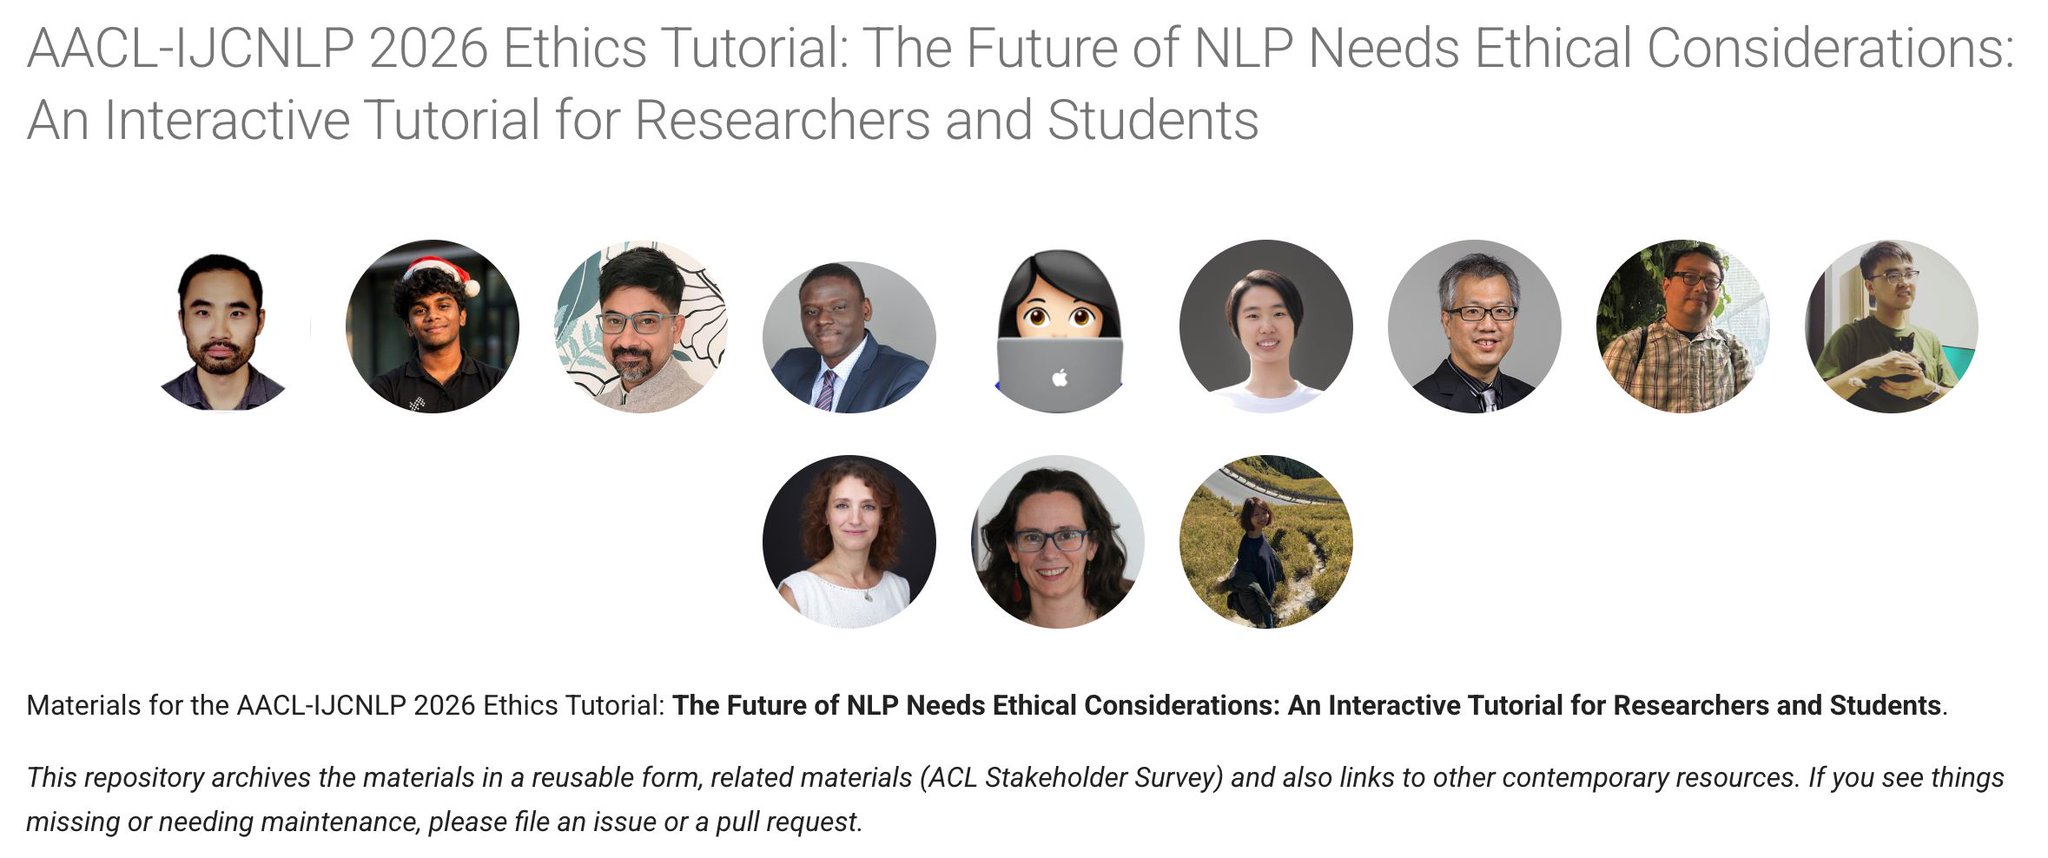 AACL-IJCNLP 2026 Ethics Tutorial: The Future of NLP Needs Ethical Considerations:
An Interactive Tutorial for Researchers and Students
Materials for the AACL-IJCNLP 2026 Ethics Tutorial: The Future of NLP Needs Ethical Considerations: An Interactive Tutorial for Researchers and Students.
This repository archives the materials in a reusable form, related materials (ACL Stakeholder Survey) and also links to other contemporary resources. If you see things
missing or needing maintenance, please file an issue or a pull request.